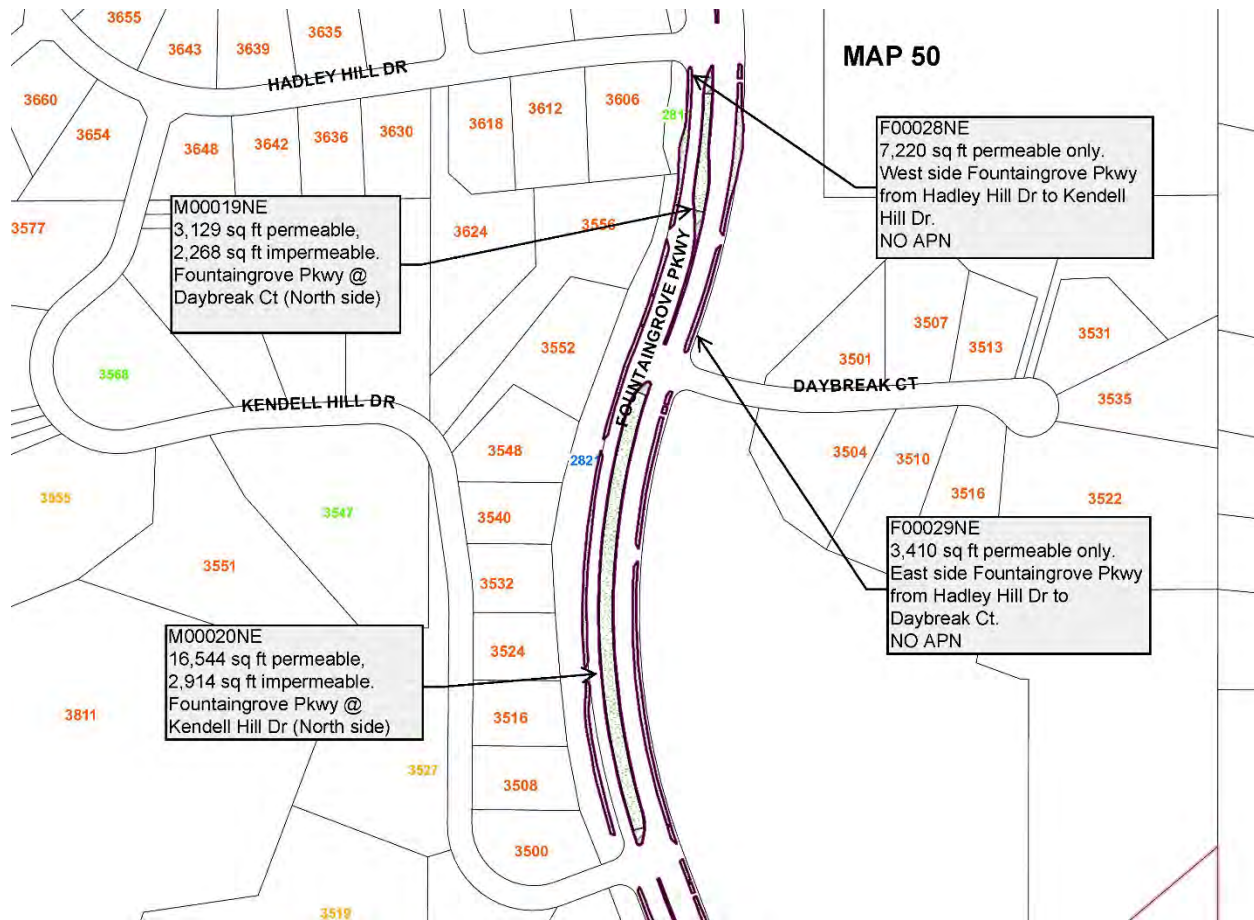 3655
3643
3639
3635
HADLEY HILL DR
MAP 50
3660
3654
3648
3642
3636
3630
3618
3612
3606
281
F00028NE
7,220 sq ft permeable only.
West side Fountaingrove Pkwy
from Hadley Hill Dr to Kendell
Hill Dr.
NO APN
M00019NE
3,129 sq ft permeable,
2,268 sq ft impermeable.
Fountaingrove Pkwy @
Daybreak Ct (North side)
3577
3624
3556
FOUNTAINGROVE PKWY
3552
3568
KENDELL HILL DR
3501
3507
3513
3531
DAYBREAK CT
3535
3548
2821
3504
3510
3516
3522
3555
3547
3540
3551
3532
F00029NE
3,410 sq ft permeable only.
East side Fountaingrove Pkwy
from Hadley Hill Dr to
Daybreak Ct.
NO APN
M00020NE
16,544 sq ft permeable,
2,914 sq ft impermeable.
Fountaingrove Pkwy @
Kendell Hill Dr (North side)
3524
3811
3516
3527
3508
3500
3519